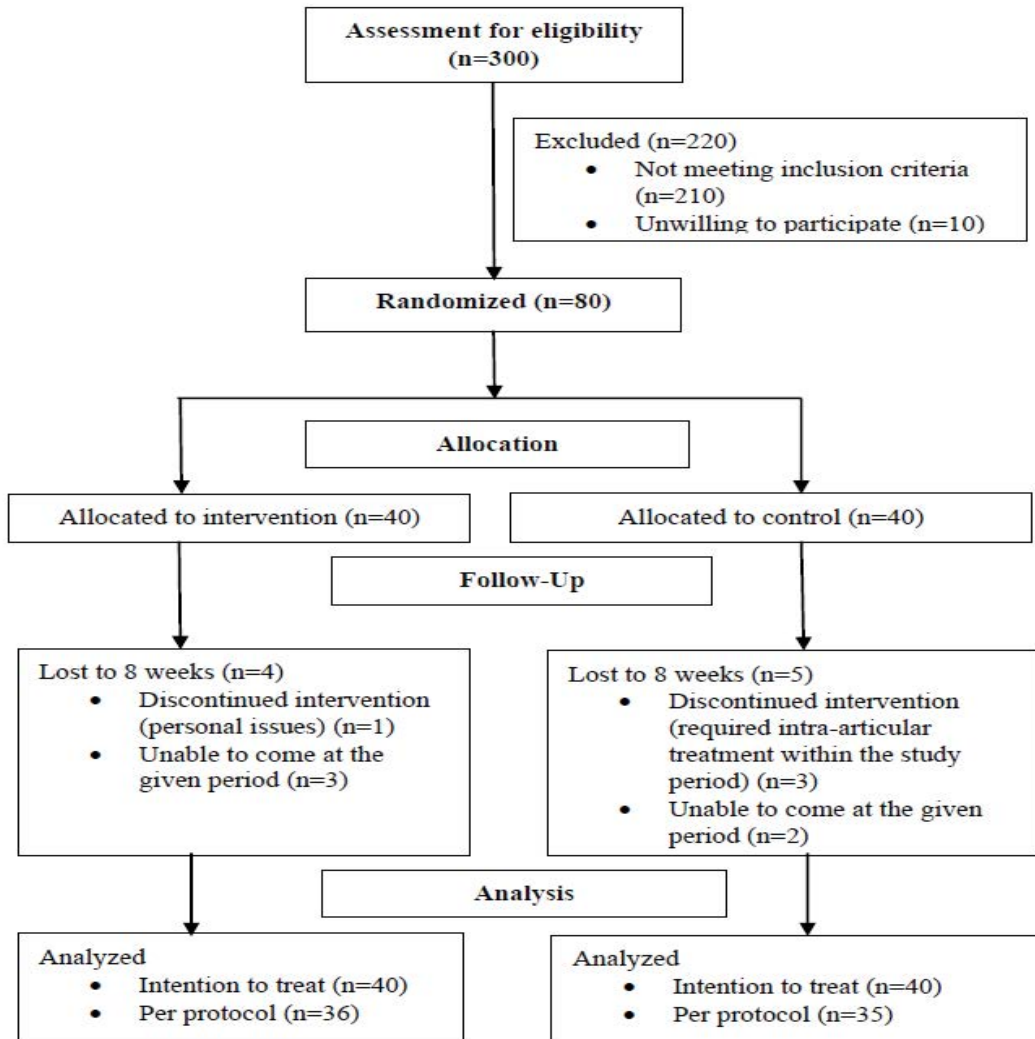 Assessment for eligibility
(n=300)
Excluded (n=220)
• Not meeting inclusion criteria
(n=210)
• Unwilling to participate (n=10)
Randomized (n=80)
Allocation
Allocated to intervention (n=40)
Allocated to control (n=40)
Follow-Up
Lost to 8 weeks (n=4)
• Discontinued intervention
(personal issues) (n=1)
• Unable to come at the
given period (n=3)
Lost to 8 weeks (n=5)
• Discontinued intervention
(required intra-articular
treatment within the study
period) (n=3)
• Unable to come at the given
period (n=2)
Analysis
Analyzed
• Intention to treat (n=40)
• Per protocol (n=36)
Analyzed
• Intention to treat (n=40)
• Per protocol (n=35)